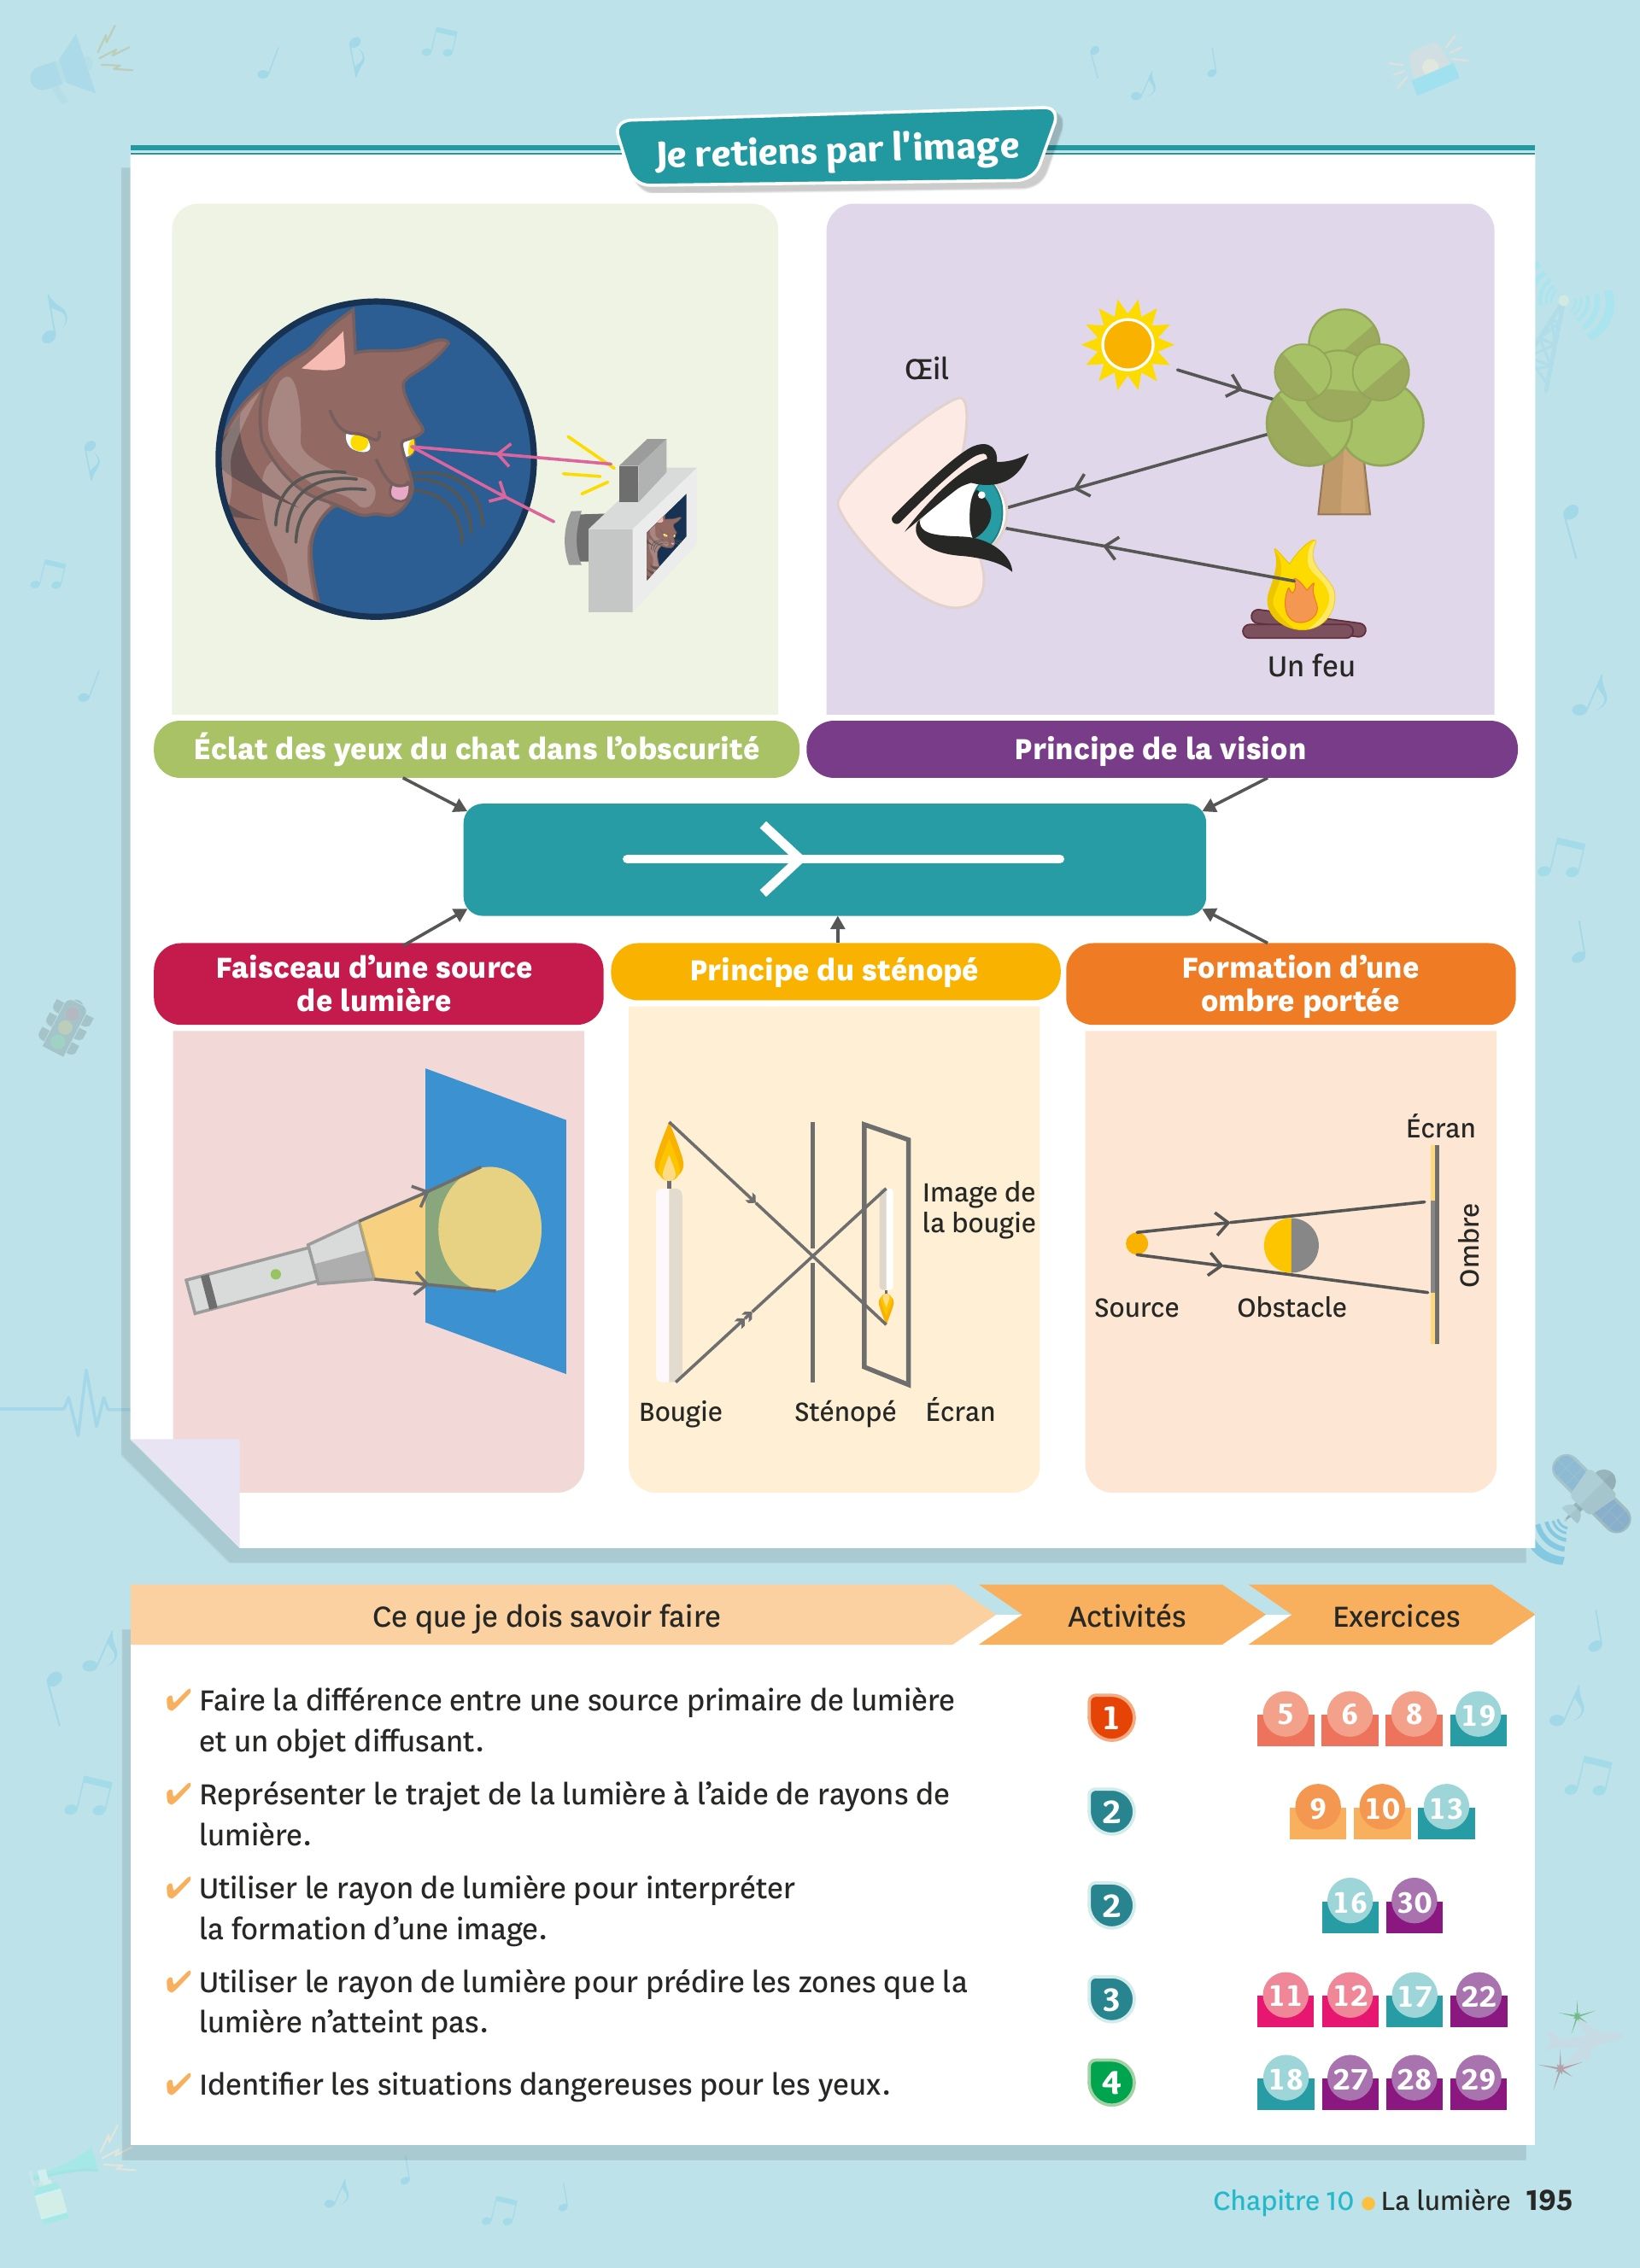 Je retiens par l'image
Œil
Un feu
Éclat des yeux du chat dans l’obscurité
Principe de la vision
Faisceau d’une source
de lumière
Principe du sténopé
Formation d’une
ombre portée
Image de
la bougie
Bougie
Sténopé
Écran
Écran
Ombre
Source
Obstacle
Ce que je dois savoir faire
Activités
Exercices
✔ Faire la différence entre une source primaire de lumière
et un objet diffusant.
1
5 6 8 19
✔ Représenter le trajet de la lumière à l’aide de rayons de
lumière.
2
9 10 13
✔ Utiliser le rayon de lumière pour interpréter
la formation d’une image.
2
16 30
✔ Utiliser le rayon de lumière pour prédire les zones que la
lumière n’atteint pas.
3
11 12 17 22
✔ Identifier les situations dangereuses pour les yeux.
4
18 27 28 29
Chapitre 10 • La lumière 195